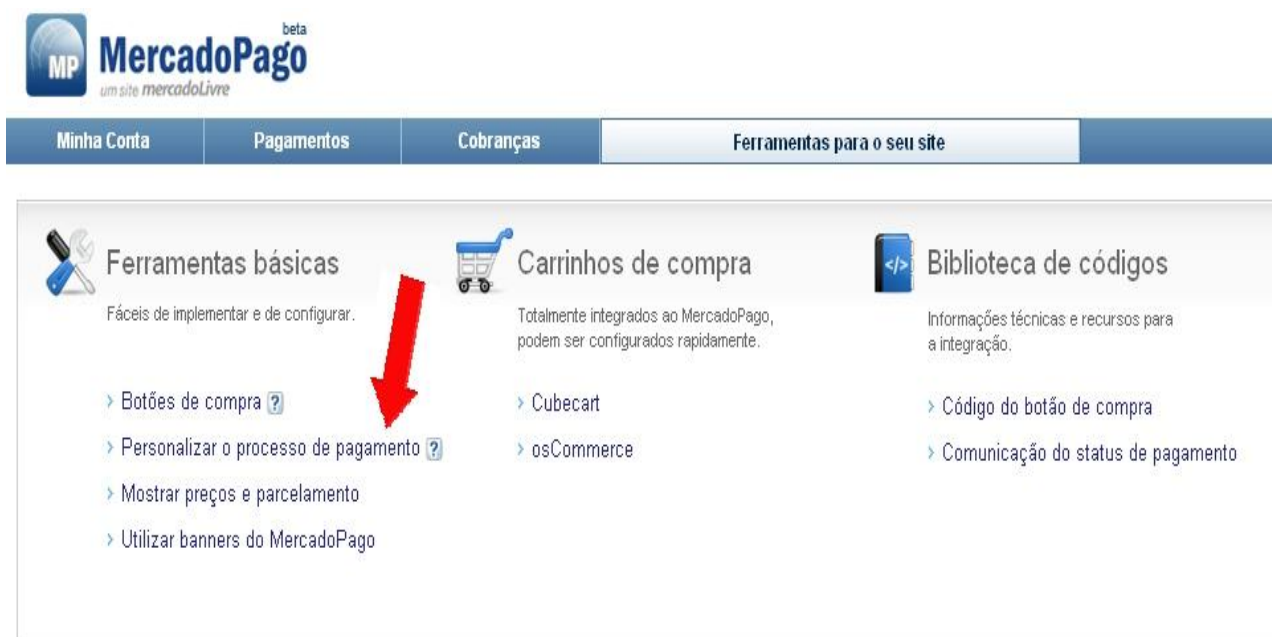 beta
MP
MercadoPago
um site mercadoLivre
Minha Conta
Pagamentos
Cobranças
Ferramentas para o seu site
Ferramentas básicas
Fáceis de implementar e de configurar.
> Botões de compra ?
> Personalizar o processo de pagamento ?
> Mostrar preços e parcelamento
> Utilizar banners do MercadoPago
Carrinhos de compra
Totalmente integrados ao MercadoPago,
podem ser configurados rapidamente.
> Cubecart
> osCommerce
</>
Biblioteca de códigos
Informações técnicas e recursos para
a integração.
> Código do botão de compra
> Comunicação do status de pagamento